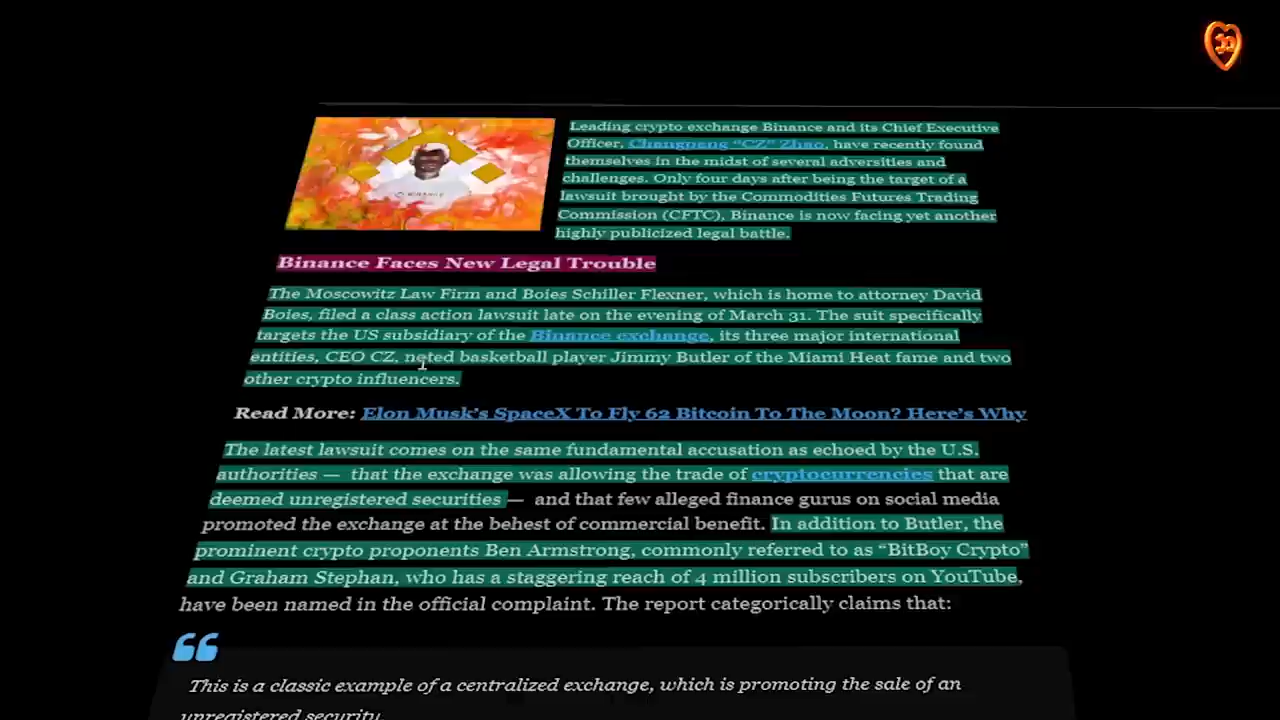 Leading crypto exchange Binance and its Chief Executive
Officer, Changpang “CZ” Zhao, have recently found
themselves in the midst of several adversities and
challenges. Only four days after being the target of a
lawsuit brought by the Commodities Futures Trading
Commission (CFTC), Binance is now facing yet another
highly publicized legal battle.
BINANCE
Binance Faces New Legal Trouble
The Moscowitz Law Firm and Boies Schiller Flexner, which is home to attorney David
Boies, filed a class action lawsuit late on the evening of March 31. The suit specifically
targets the US subsidiary of the Binance exchange, its three major international
entities, CEO CZ, noted basketball player Jimmy Butler of the Miami Heat fame and two
other crypto influencers.
Read More: Elon Musk’s SpaceX To Fly 62 Bitcoin To The Moon? Here’s Why
The latest lawsuit comes on the same fundamental accusation as echoed by the U.S.
authorities — that the exchange was allowing the trade of cryptocurrencies that are
deemed unregistered securities — and that few alleged finance gurus on social media
promoted the exchange at the behest of commercial benefit. In addition to Butler, the
prominent crypto proponents Ben Armstrong, commonly referred to as “BitBoy Crypto”
and Graham Stephan, who has a staggering reach of 4 million subscribers on YouTube,
have been named in the official complaint. The report categorically claims that:
This is a classic example of a centralized exchange, which is promoting the sale of an
unregistered security.